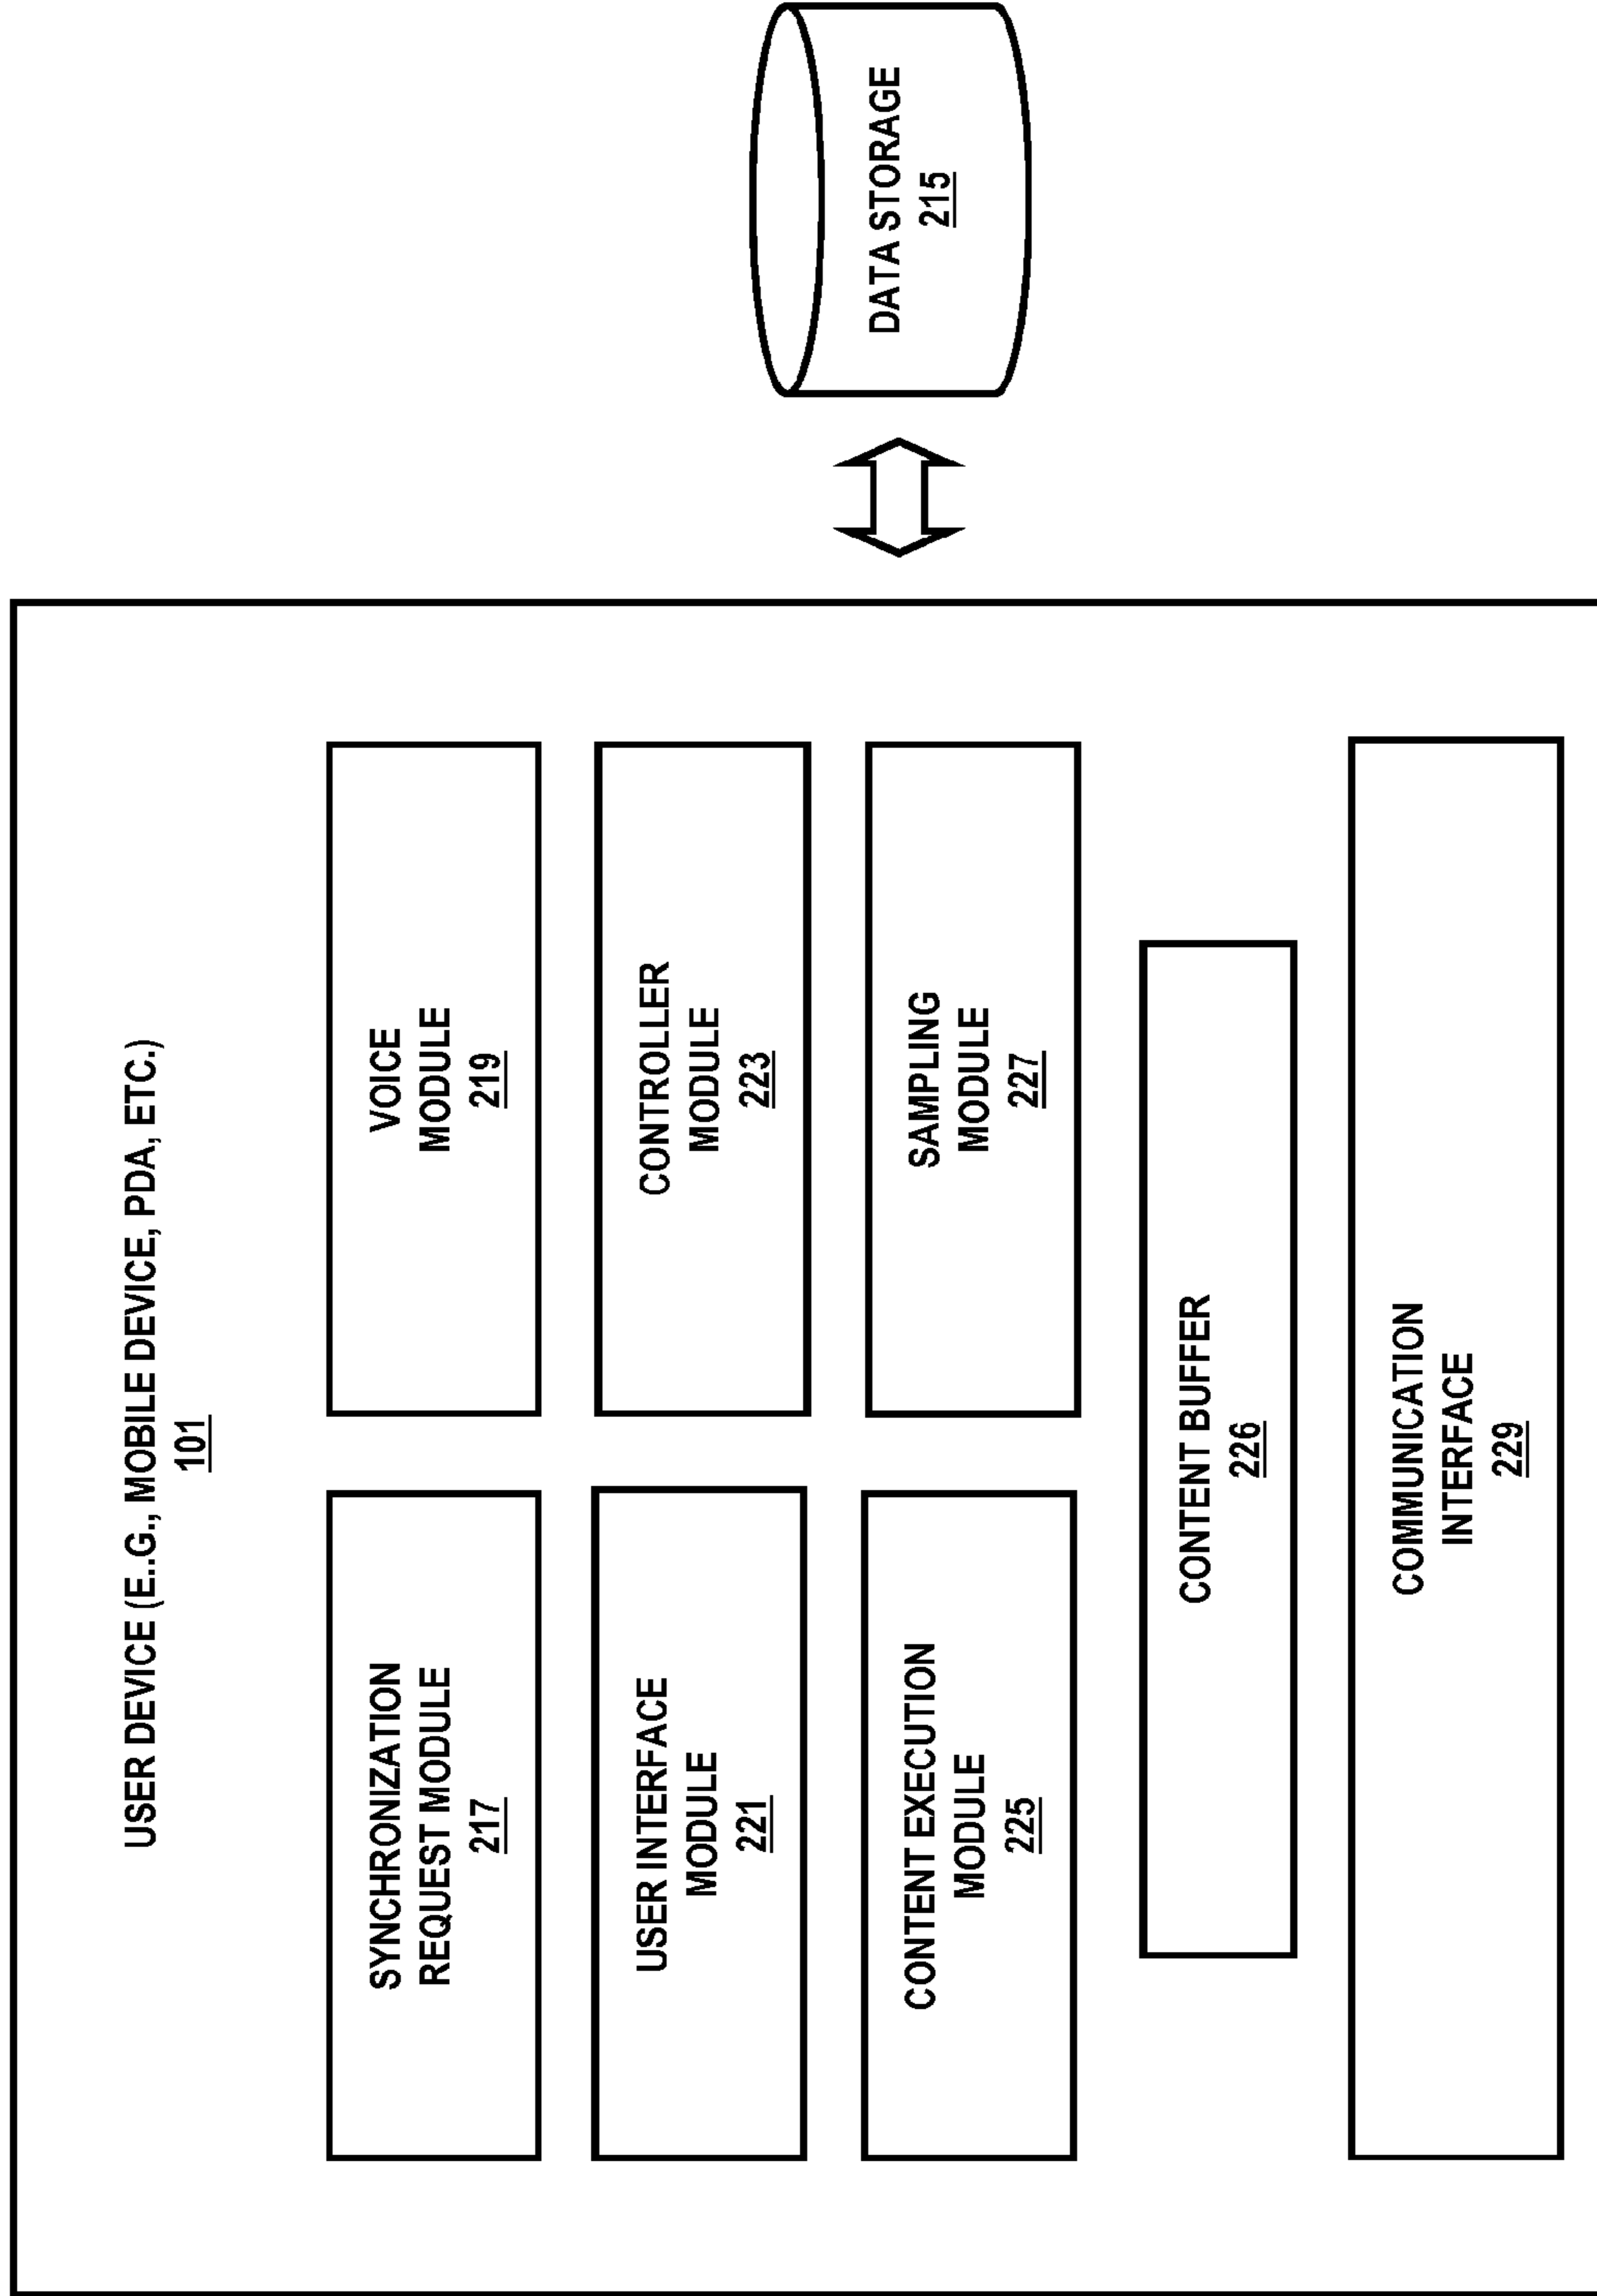 USER DEVICE (E..G., MOBILE DEVICE, PDA, ETC.)
101
SYNCHRONIZATION
REQUEST MODULE
217
VOICE
MODULE
219
USER INTERFACE
MODULE
221
CONTROLLER
MODULE
223
CONTENT EXECUTION
MODULE
225
SAMPLING
MODULE
227
CONTENT BUFFER
226
COMMUNICATION
INTERFACE
229
DATA STORAGE
215